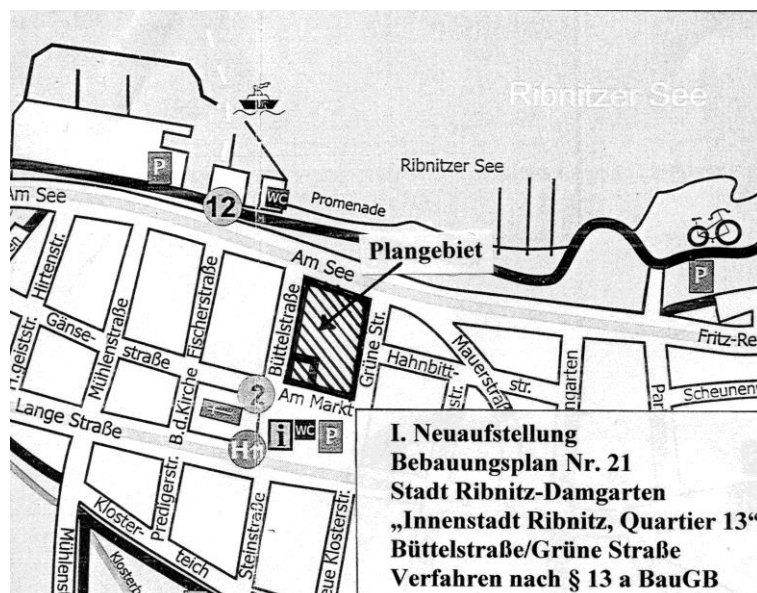 Ribnitzer See
P
Ribnitzer See
WC
Promenade
12
Am See
Plangebiet
Am See
P
Hirtenstr.
Fischerstraße
Büttelstraße
Mühlenstraße
Gänse-
straße
Grüne Str.
Hahnbitt-
str.
Mauerstraße
Fritz-Re
Scheunen
2
Am Markt
B.d.Kirche
Lange Straße
H
i
WC
P
Predigerstr.
Steinstraße
Kloster-
teich
I. Neuaufstellung
Bebauungsplan Nr. 21
Stadt Ribnitz-Damgarten
„Innenstadt Ribnitz, Quartier 13“
Büttelstraße/Grüne Straße
Verfahren nach § 13 a BauGB